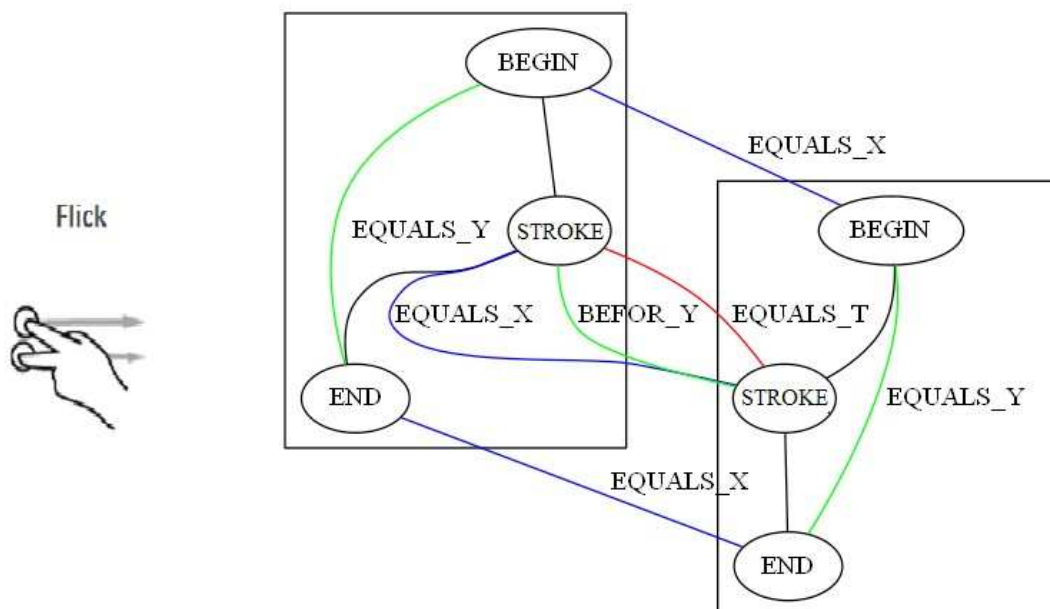 BEGIN
EQUALS_X
Flick
STROKE
BEGIN
EQUALS_Y
EQUALS_X
BEFOR_Y
EQUALS_T
END
STROKE
EQUALS_Y
EQUALS_X
END